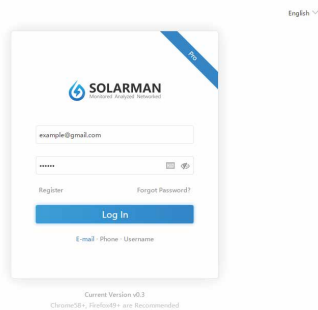 English
Pro
SOLARMAN
Monitored Analyzed Networked
example@gmail.com
••••••
Register Forgot Password?
Log In
E-mail · Phone · Username
Current Version v0.3
Chrome58+, Firefox49+ are Recommended